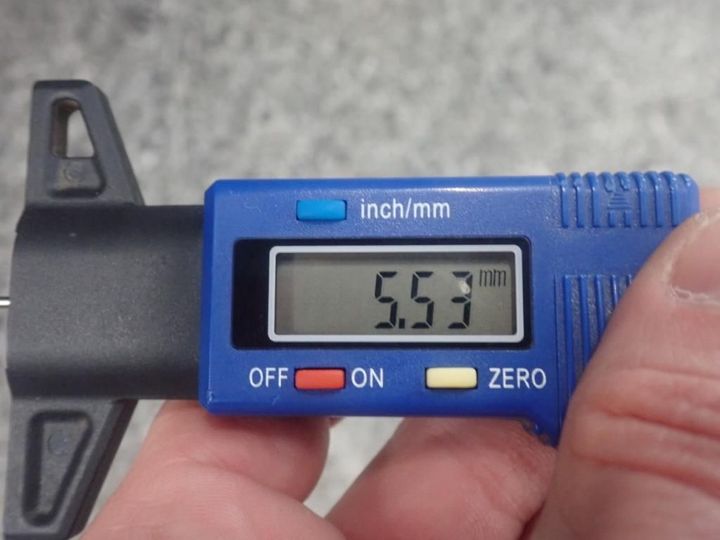 inch/mm
5.53 mm
OFF ON ZERO